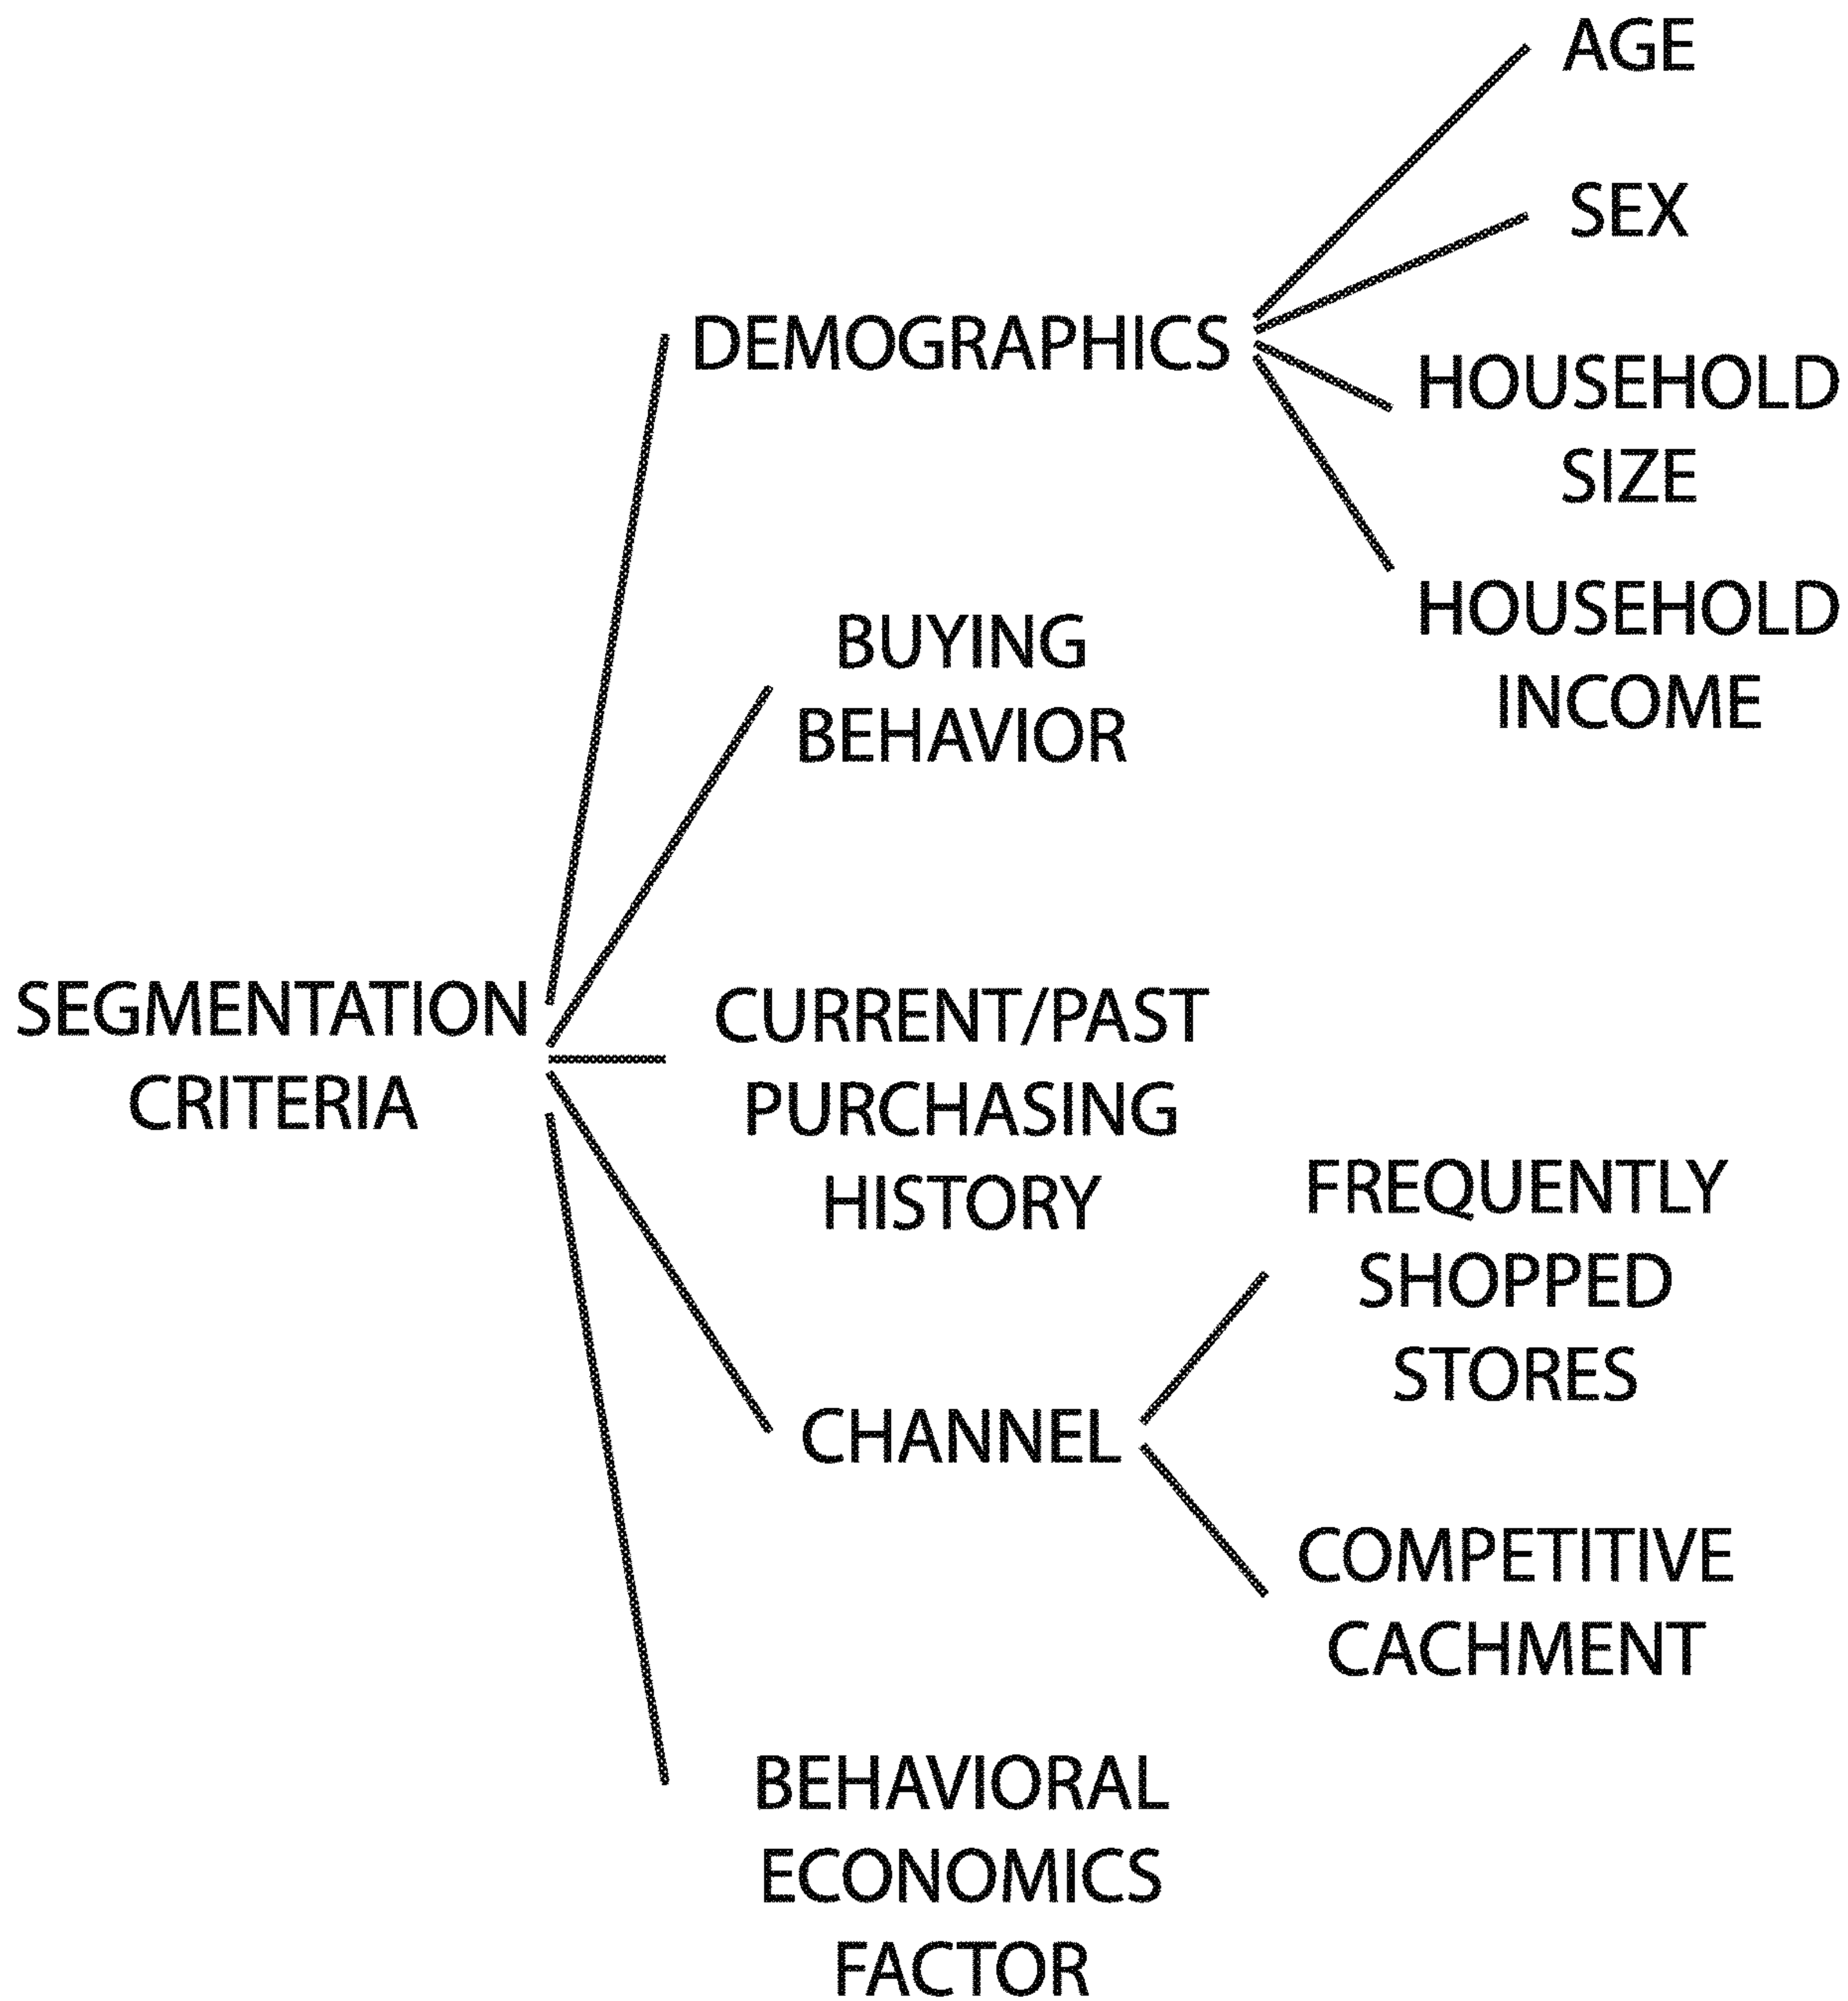 AGE
SEX
DEMOGRAPHICS
HOUSEHOLD
SIZE
HOUSEHOLD
INCOME
BUYING
BEHAVIOR
SEGMENTATION
CRITERIA
CURRENT/PAST
PURCHASING
HISTORY
FREQUENTLY
SHOPPED
STORES
CHANNEL
COMPETITIVE
CACHMENT
BEHAVIORAL
ECONOMICS
FACTOR